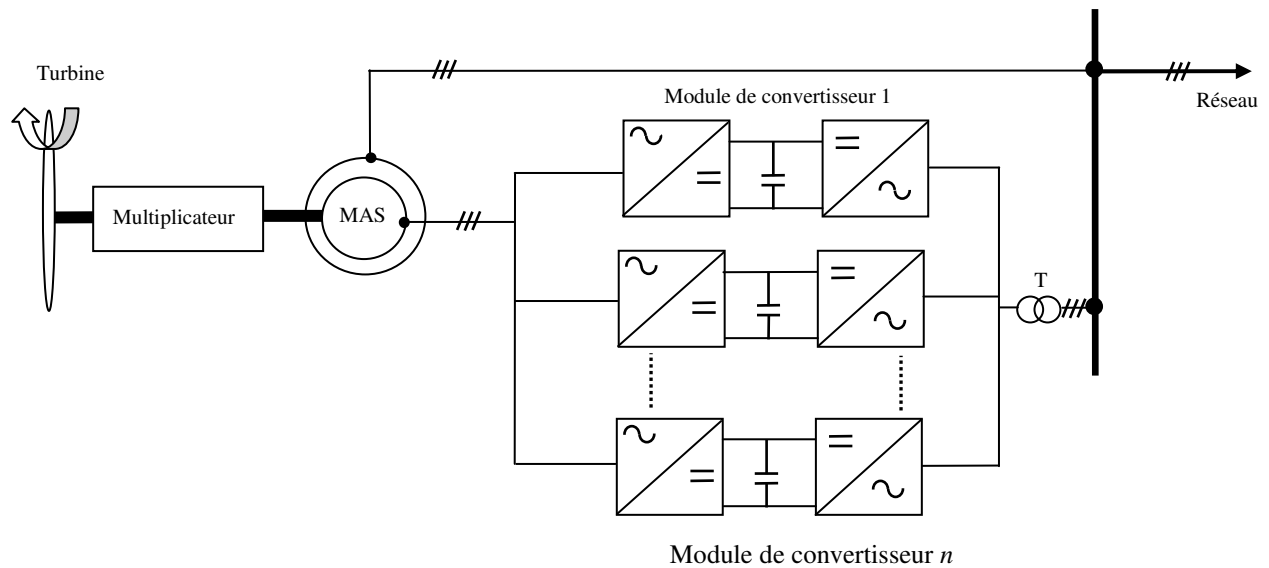 Turbine
Module de convertisseur 1
Réseau
Multiplicateur
MAS
T
Module de convertisseur n